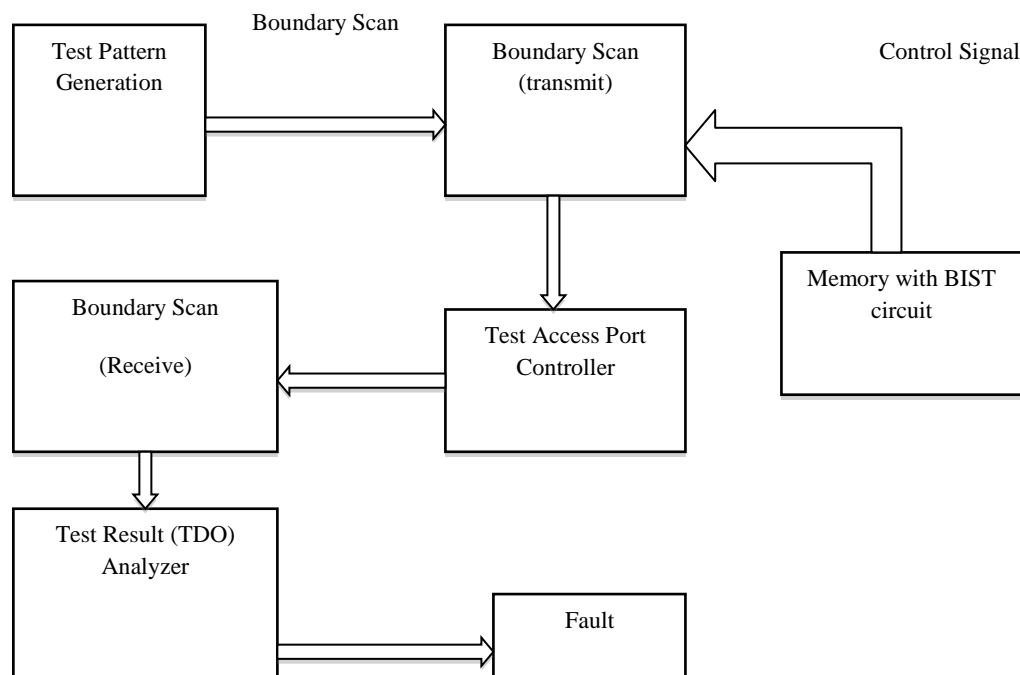 Boundary Scan
Test Pattern
Generation
Boundary Scan
(transmit)
Control Signal
Memory with BIST
circuit
Boundary Scan
(Receive)
Test Access Port
Controller
Test Result (TDO)
Analyzer
Fault